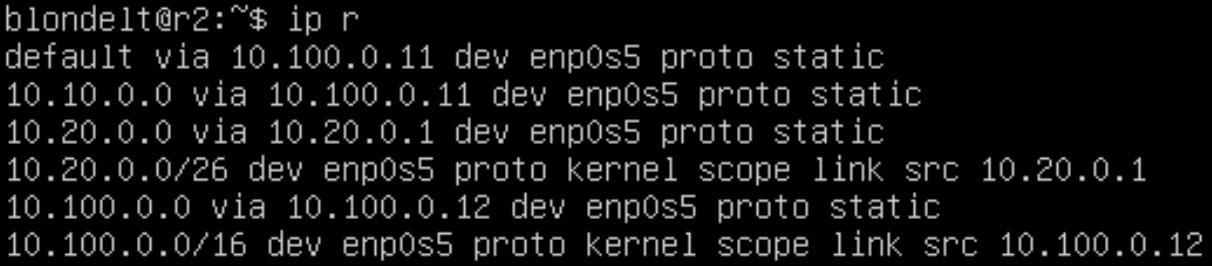 blondelt@r2:~$ ip r
default via 10.100.0.11 dev enp0s5 proto static
10.10.0.0 via 10.100.0.11 dev enp0s5 proto static
10.20.0.0 via 10.20.0.1 dev enp0s5 proto static
10.20.0.0/26 dev enp0s5 proto kernel scope link src 10.20.0.1
10.100.0.0 via 10.100.0.12 dev enp0s5 proto static
10.100.0.0/16 dev enp0s5 proto kernel scope link src 10.100.0.12